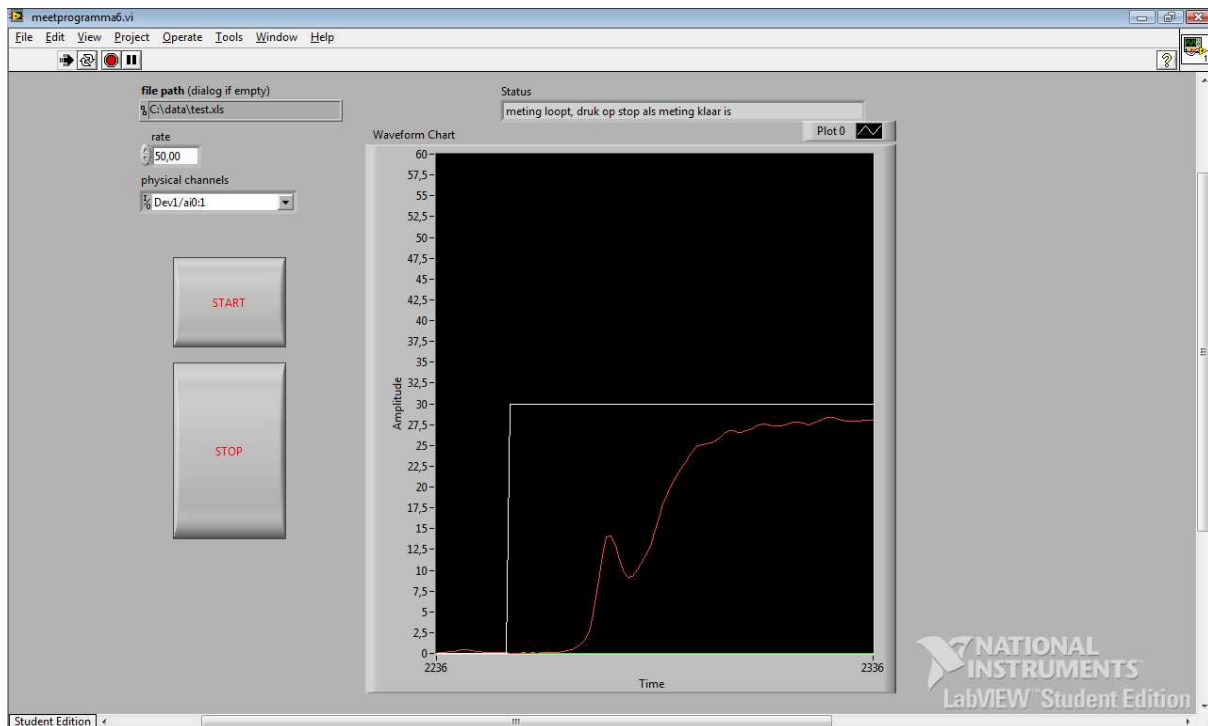 meetprogramma6.vi
File Edit View Project Operate Tools Window Help
file path (dialog if empty)
C:\data\test.xls
Status
meting loopt, druk op stop als meting klaar is
rate
50,00
physical channels
Dev1/ai0:1
START
STOP
Waveform Chart
Plot 0
60
57,5
55
52,5
50
47,5
45
42,5
40
37,5
35
32,5
30
27,5
25
22,5
20
17,5
15
12,5
10
7,5
5
2,5
0
Amplitude
2236
2336
Time
NATIONAL
INSTRUMENTS
LabVIEW™ Student Edition
Student Edition